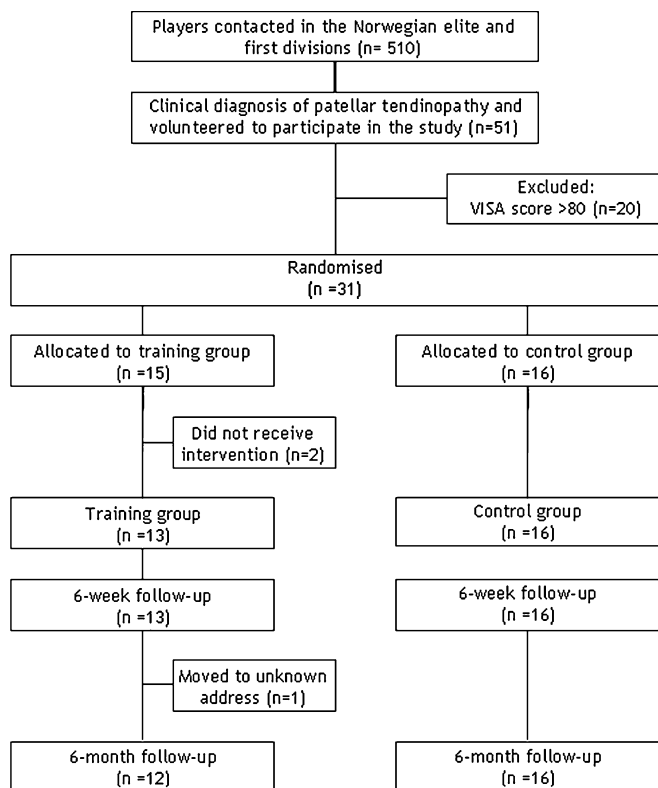 Players contacted in the Norwegian elite and
first divisions (n= 510)
Clinical diagnosis of patellar tendinopathy and
volunteered to participate in the study (n=51)
Excluded:
VISA score >80 (n=20)
Randomised
(n =31)
Allocated to training group
(n =15)
Allocated to control group
(n =16)
Did not receive
intervention (n=2)
Training group
(n =13)
Control group
(n =16)
6-week follow-up
(n =13)
6-week follow-up
(n =16)
Moved to unknown
address (n=1)
6-month follow-up
(n =12)
6-month follow-up
(n =16)